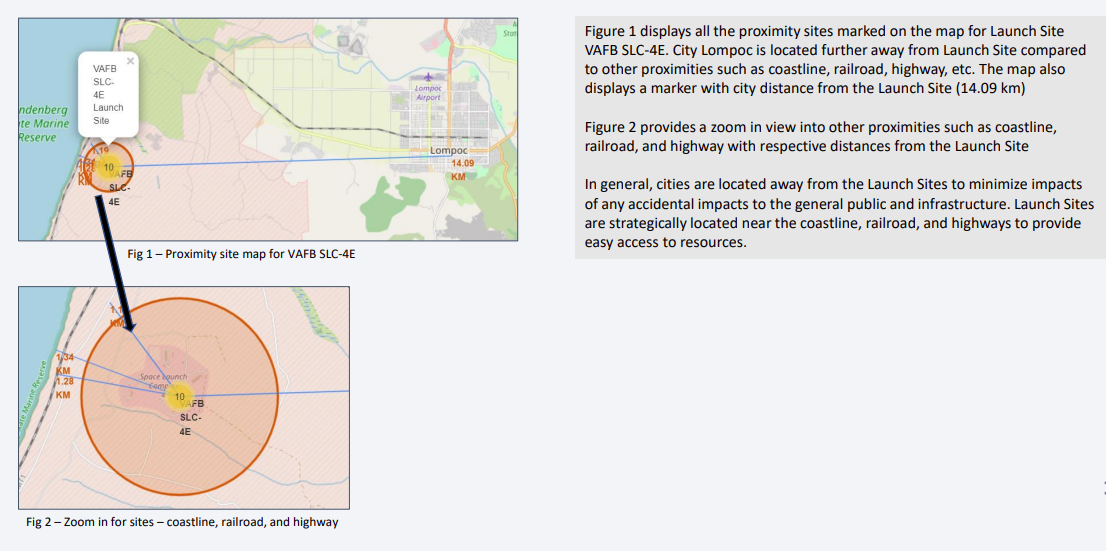 ndenberg
ate Marine
Reserve
VAFB
SLC-
4E
Launch
Site
×
Lompoc
Airport
Lompoc
14.09
KM
10
VAFB
SLC-
4E
KM
KM
Fig 1 – Proximity site map for VAFB SLC-4E
Figure 1 displays all the proximity sites marked on the map for Launch Site
VAFB SLC-4E. City Lompoc is located further away from Launch Site compared
to other proximities such as coastline, railroad, highway, etc. The map also
displays a marker with city distance from the Launch Site (14.09 km)
Figure 2 provides a zoom in view into other proximities such as coastline,
railroad, and highway with respective distances from the Launch Site
In general, cities are located away from the Launch Sites to minimize impacts
of any accidental impacts to the general public and infrastructure. Launch Sites
are strategically located near the coastline, railroad, and highways to provide
easy access to resources.
KM
1.34
KM
1.28
KM
ate Marine Reserve
Space Launch
10
VAFB
SLC-
4E
Fig 2 – Zoom in for sites – coastline, railroad, and highway